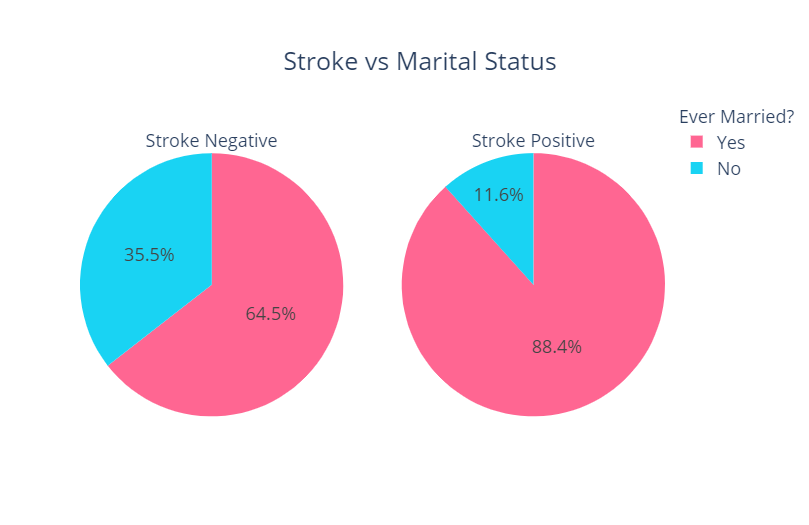 Stroke vs Marital Status
Ever Married?
Yes
No
Stroke Negative
Stroke Positive
35.5%
64.5%
11.6%
88.4%